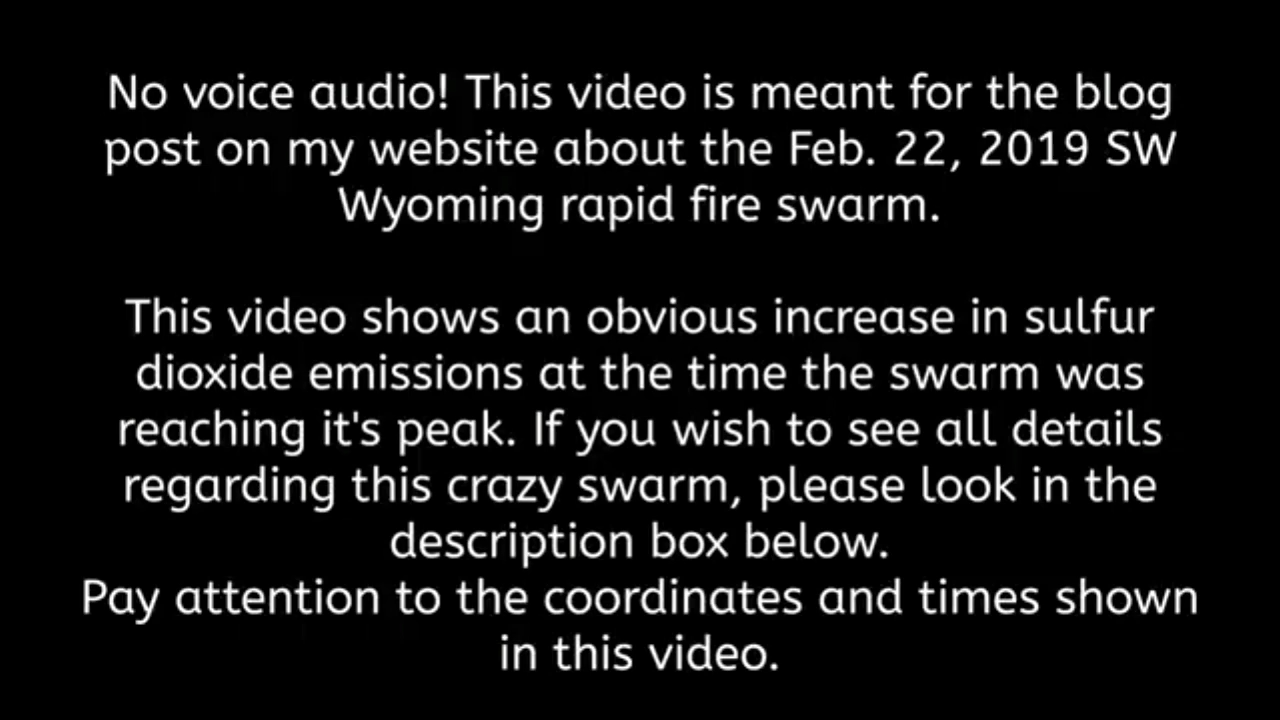 No voice audio! This video is meant for the blog
post on my website about the Feb. 22, 2019 SW
Wyoming rapid fire swarm.
This video shows an obvious increase in sulfur
dioxide emissions at the time the swarm was
reaching it's peak. If you wish to see all details
regarding this crazy swarm, please look in the
description box below.
Pay attention to the coordinates and times shown
in this video.